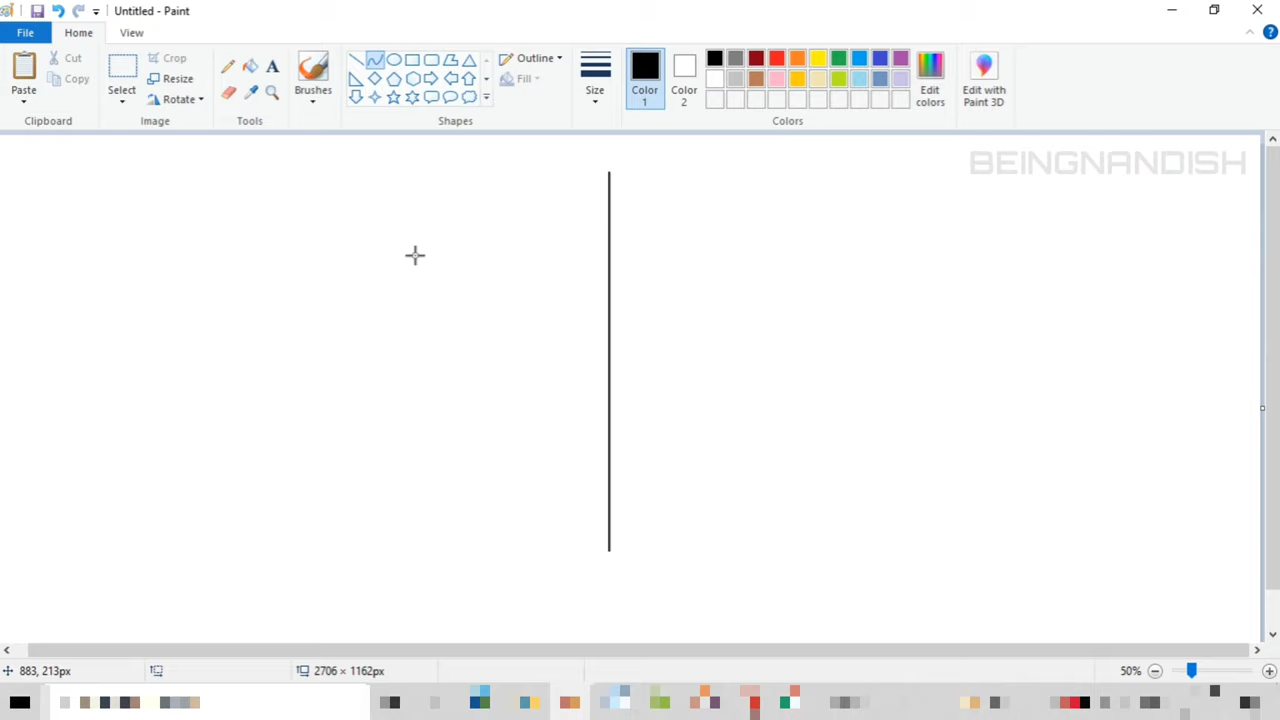 Untitled - Paint
File Home View
Paste
Cut
Copy
Clipboard
Select
Crop
Resize
Rotate
Image
A
Tools
Brushes
Outline
Fill
Shapes
Size
Color 1
Color 2
Edit colors
Colors
Edit with Paint 3D
BEINGNANDISH
883, 213px
2706 × 1162px
50%